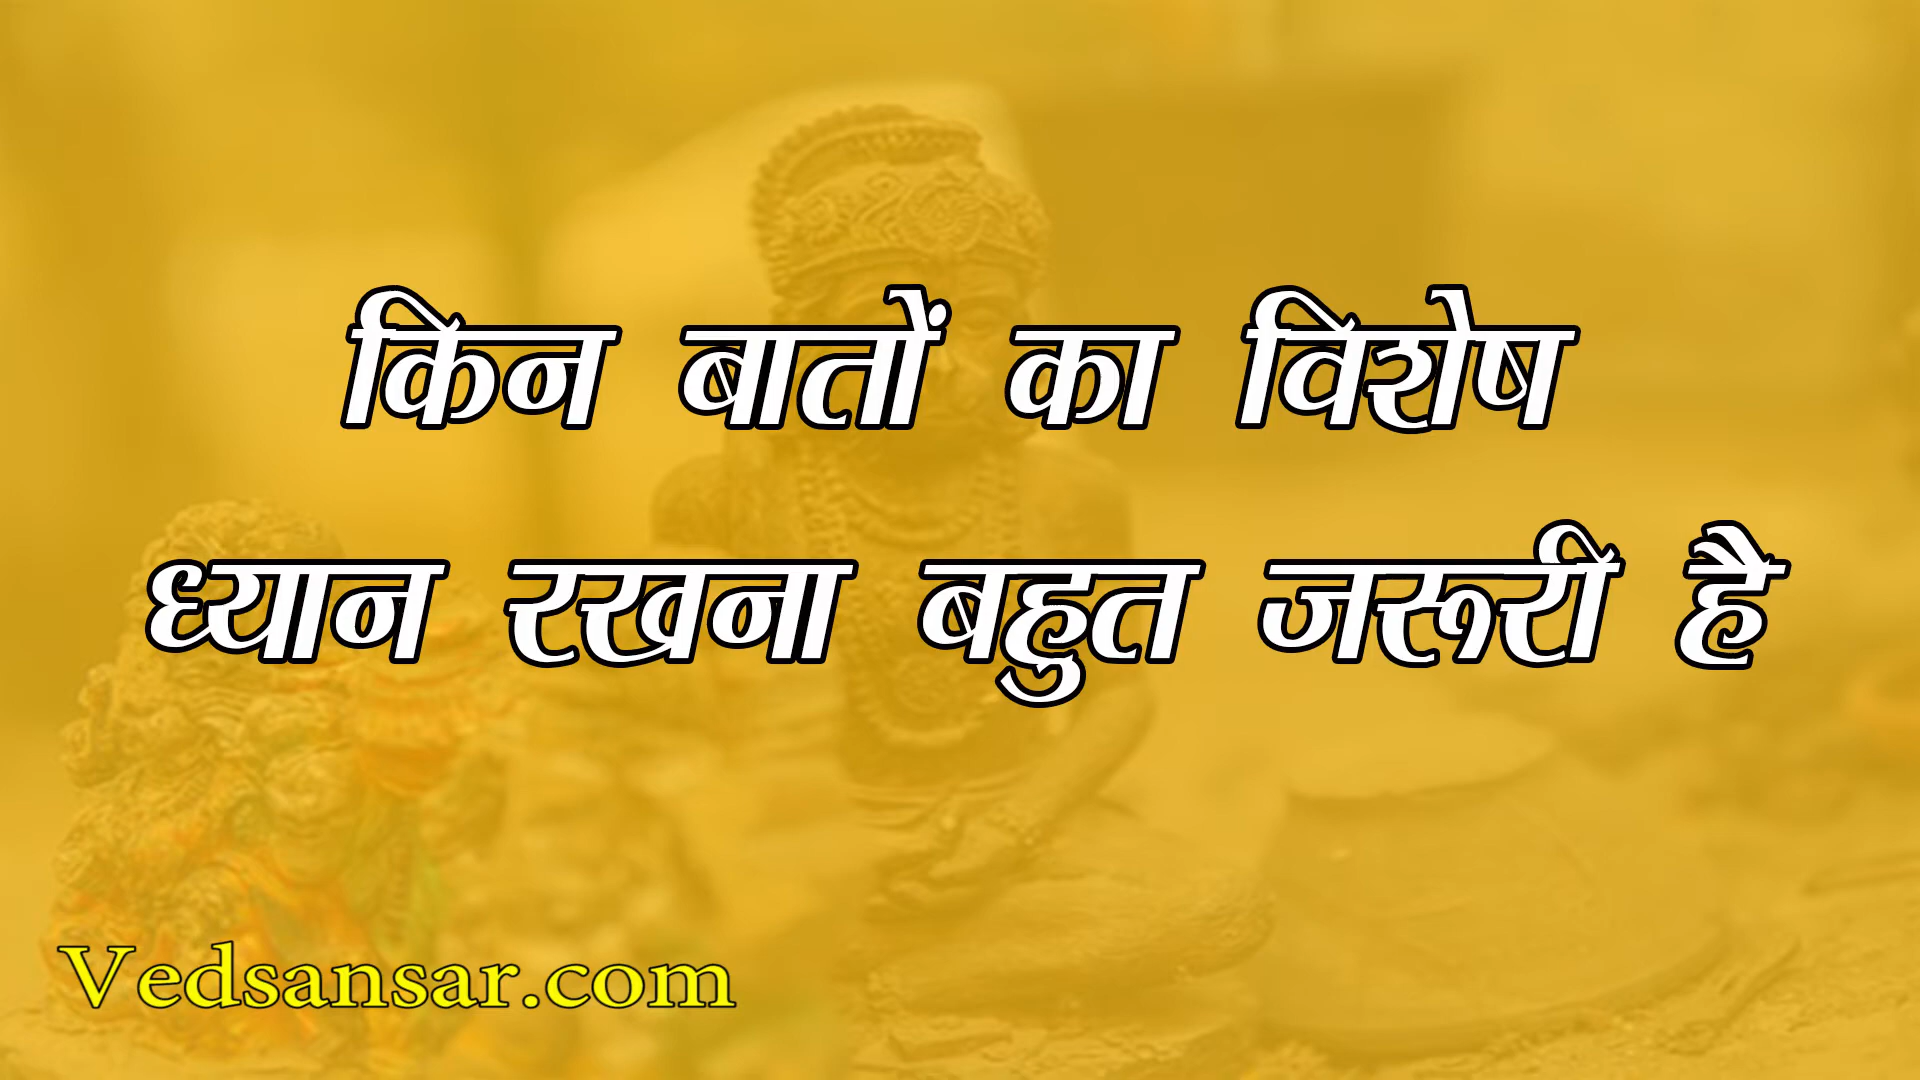 किन बातों का विशेष
ध्यान रखना बहुत जरूरी है
Vedsansar.com